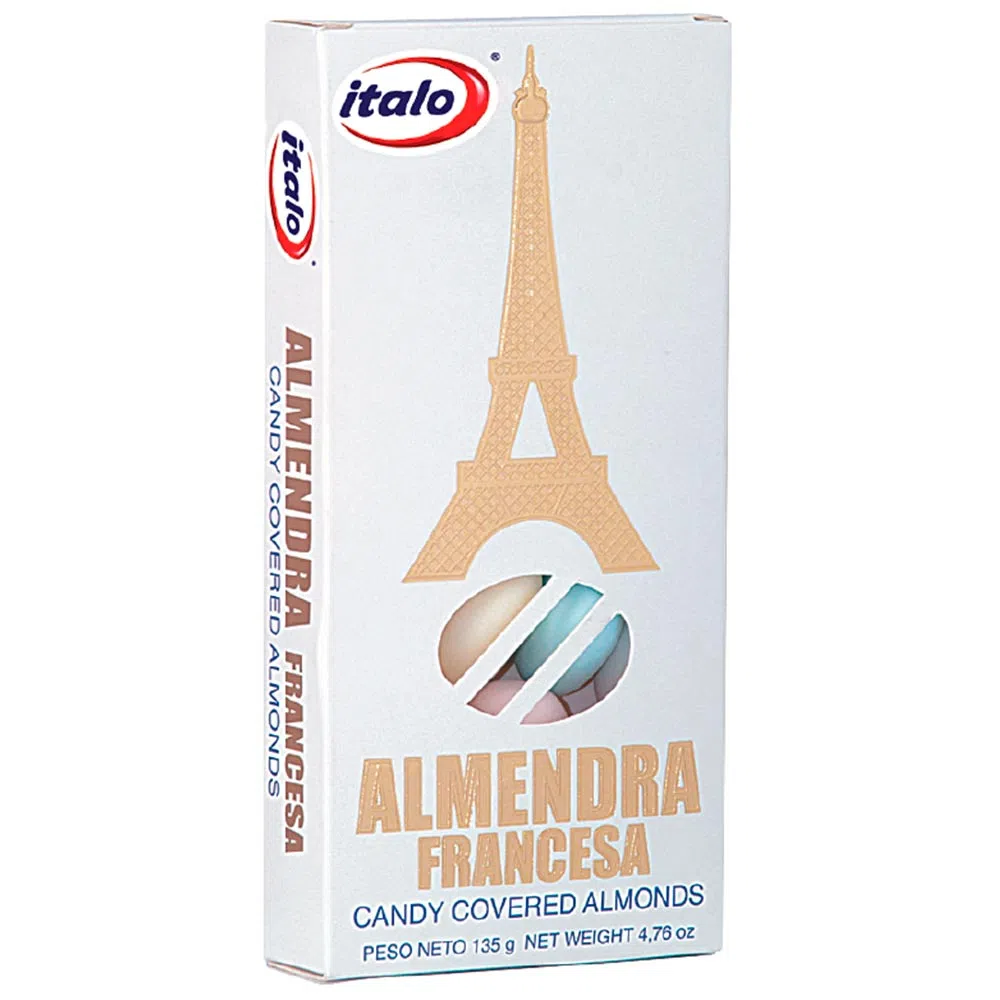 italo
®
ALMENDRA
FRANCESA
CANDY COVERED ALMONDS
PESO NETO 135 g NET WEIGHT 4,76 oz
italo
®
ALMENDRA FRANCESA
CANDY COVERED ALMONDS